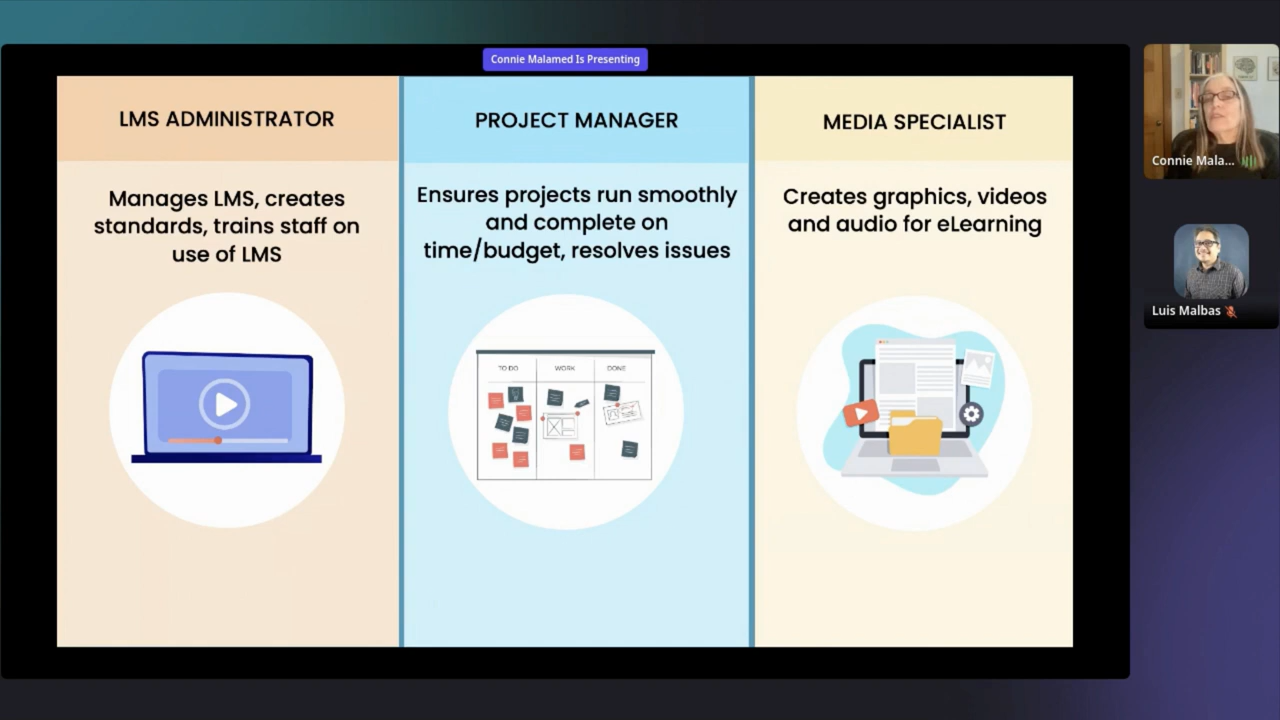 Connie Malamed Is Presenting
LMS ADMINISTRATOR
Manages LMS, creates
standards, trains staff on
use of LMS
PROJECT MANAGER
Ensures projects run smoothly
and complete on
time/budget, resolves issues
TO DO
WORK
DONE
MEDIA SPECIALIST
Creates graphics, videos
and audio for eLearning
Connie Mala...
Luis Malbas